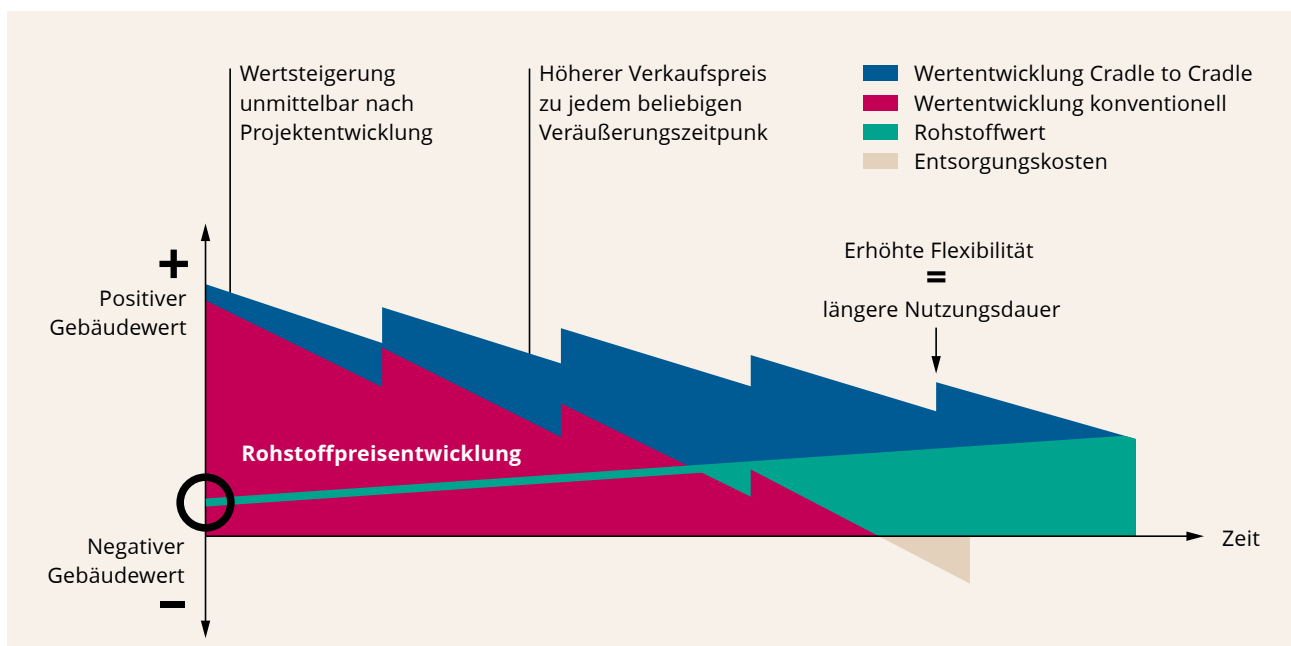 Wertsteigerung
unmittelbar nach
Projektentwicklung
Höherer Verkaufspreis
zu jedem beliebigen
Veräußerungszeitpunk
Wertentwicklung Cradle to Cradle
Wertentwicklung konventionell
Rohstoffwert
Entsorgungskosten
Erhöhte Flexibilität
=
längere Nutzungsdauer
+
Positiver
Gebäudewert
Rohstoffpreisentwicklung
Negativer
Gebäudewert
−
Zeit